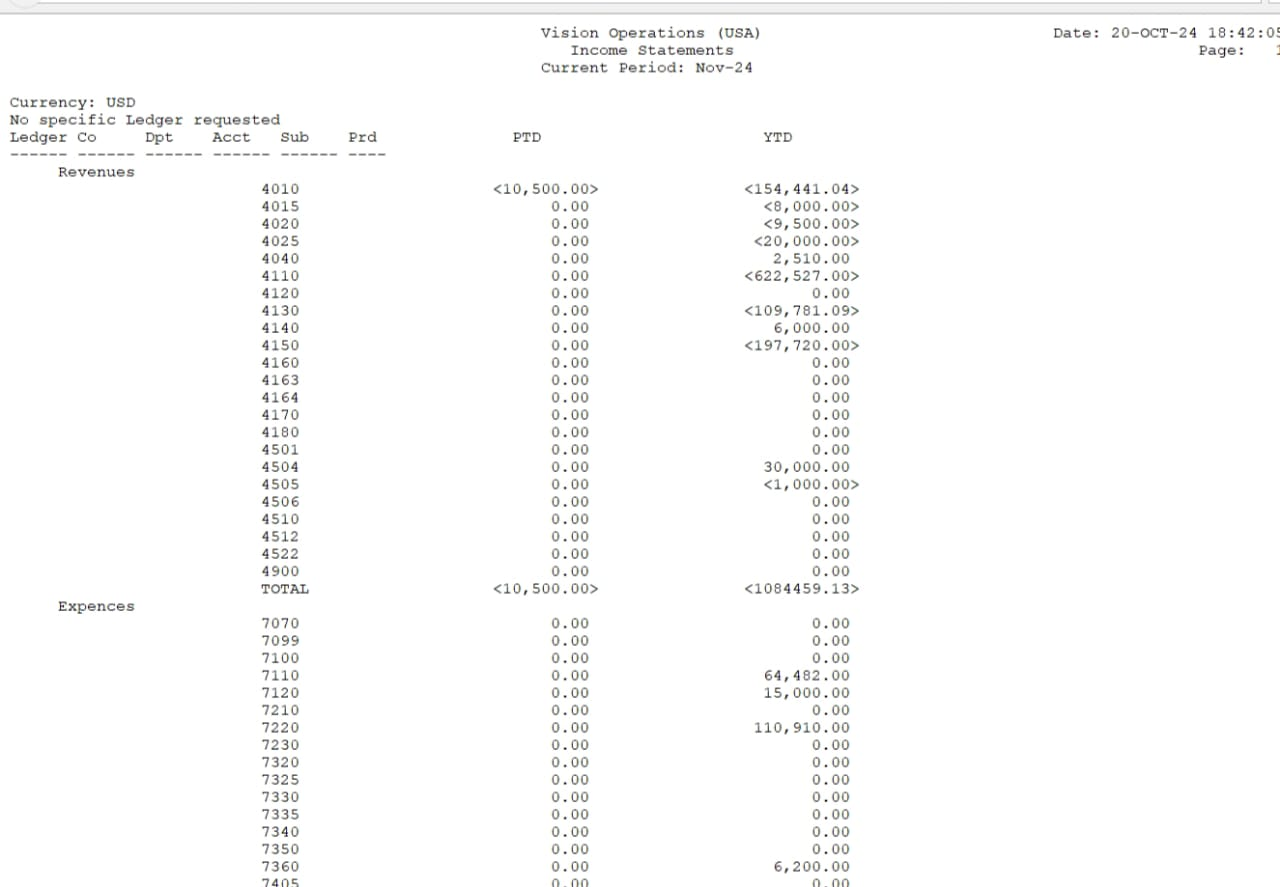 Vision Operations (USA) Date: 20-OCT-24 18:42:05
Income Statements Page: 1
Current Period: Nov-24
Currency: USD
No specific Ledger requested
Ledger Co Dpt Acct Sub Prd PTD YTD
------ ------ ------ ------ ------ ----
Revenues
4010 <10,500.00> <154,441.04>
4015 0.00 <8,000.00>
4020 0.00 <9,500.00>
4025 0.00 <20,000.00>
4040 0.00 2,510.00
4110 0.00 <622,527.00>
4120 0.00 0.00
4130 0.00 <109,781.09>
4140 0.00 6,000.00
4150 0.00 <197,720.00>
4160 0.00 0.00
4163 0.00 0.00
4164 0.00 0.00
4170 0.00 0.00
4180 0.00 0.00
4501 0.00 0.00
4504 0.00 30,000.00
4505 0.00 <1,000.00>
4506 0.00 0.00
4510 0.00 0.00
4512 0.00 0.00
4522 0.00 0.00
4900 0.00 0.00
TOTAL <10,500.00> <1084459.13>
Expences
7070 0.00 0.00
7099 0.00 0.00
7100 0.00 0.00
7110 0.00 64,482.00
7120 0.00 15,000.00
7210 0.00 0.00
7220 0.00 110,910.00
7230 0.00 0.00
7320 0.00 0.00
7325 0.00 0.00
7330 0.00 0.00
7335 0.00 0.00
7340 0.00 0.00
7350 0.00 0.00
7360 0.00 6,200.00
7405 0.00 0.00